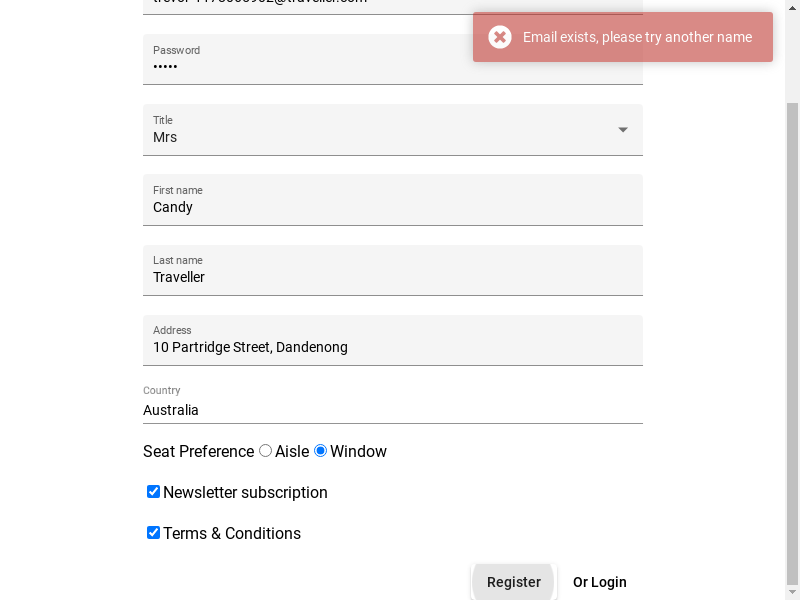 Email exists, please try another name
Password
•••••
Title
Mrs
First name
Candy
Last name
Traveller
Address
10 Partridge Street, Dandenong
Country
Australia
Seat Preference Aisle Window
Newsletter subscription
Terms & Conditions
Register Or Login